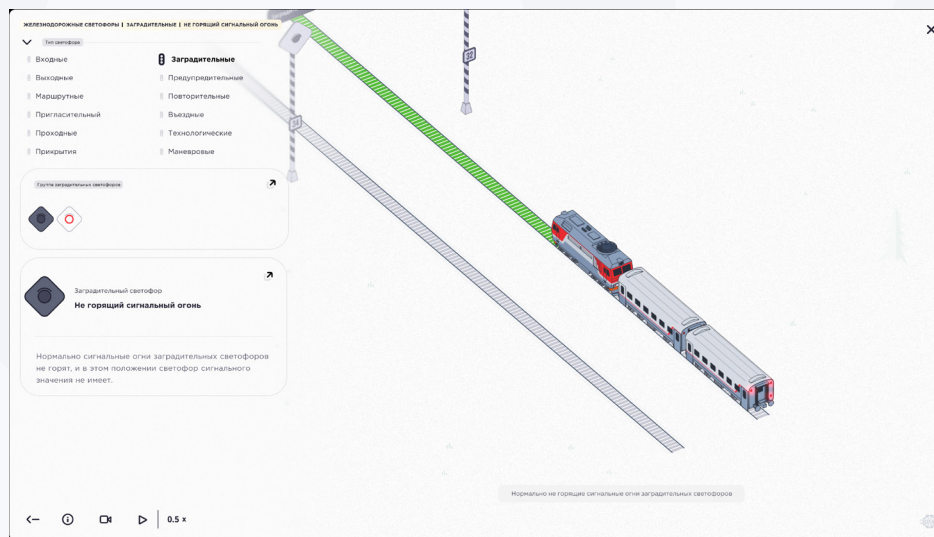 ЖЕЛЕЗНОДОРОЖНЫЕ СВЕТОФОРЫ | ЗАГРАДИТЕЛЬНЫЕ | НЕ ГОРЯЩИЙ СИГНАЛЬНЫЙ ОГОНЬ
Тип светофора
Входные
Заградительные
Выходные
Предупредительные
Маршрутные
Повторительные
Пригласительный
Въездные
Проходные
Технологические
Прикрытия
Маневровые
Группа заградительных светофоров
Заградительный светофор
Не горящий сигнальный огонь
Нормально сигнальные огни заградительных светофоров
не горят, и в этом положении светофор сигнального
значения не имеет.
32
Нормально не горящие сигнальные огни заградительных светофоров
0.5 x